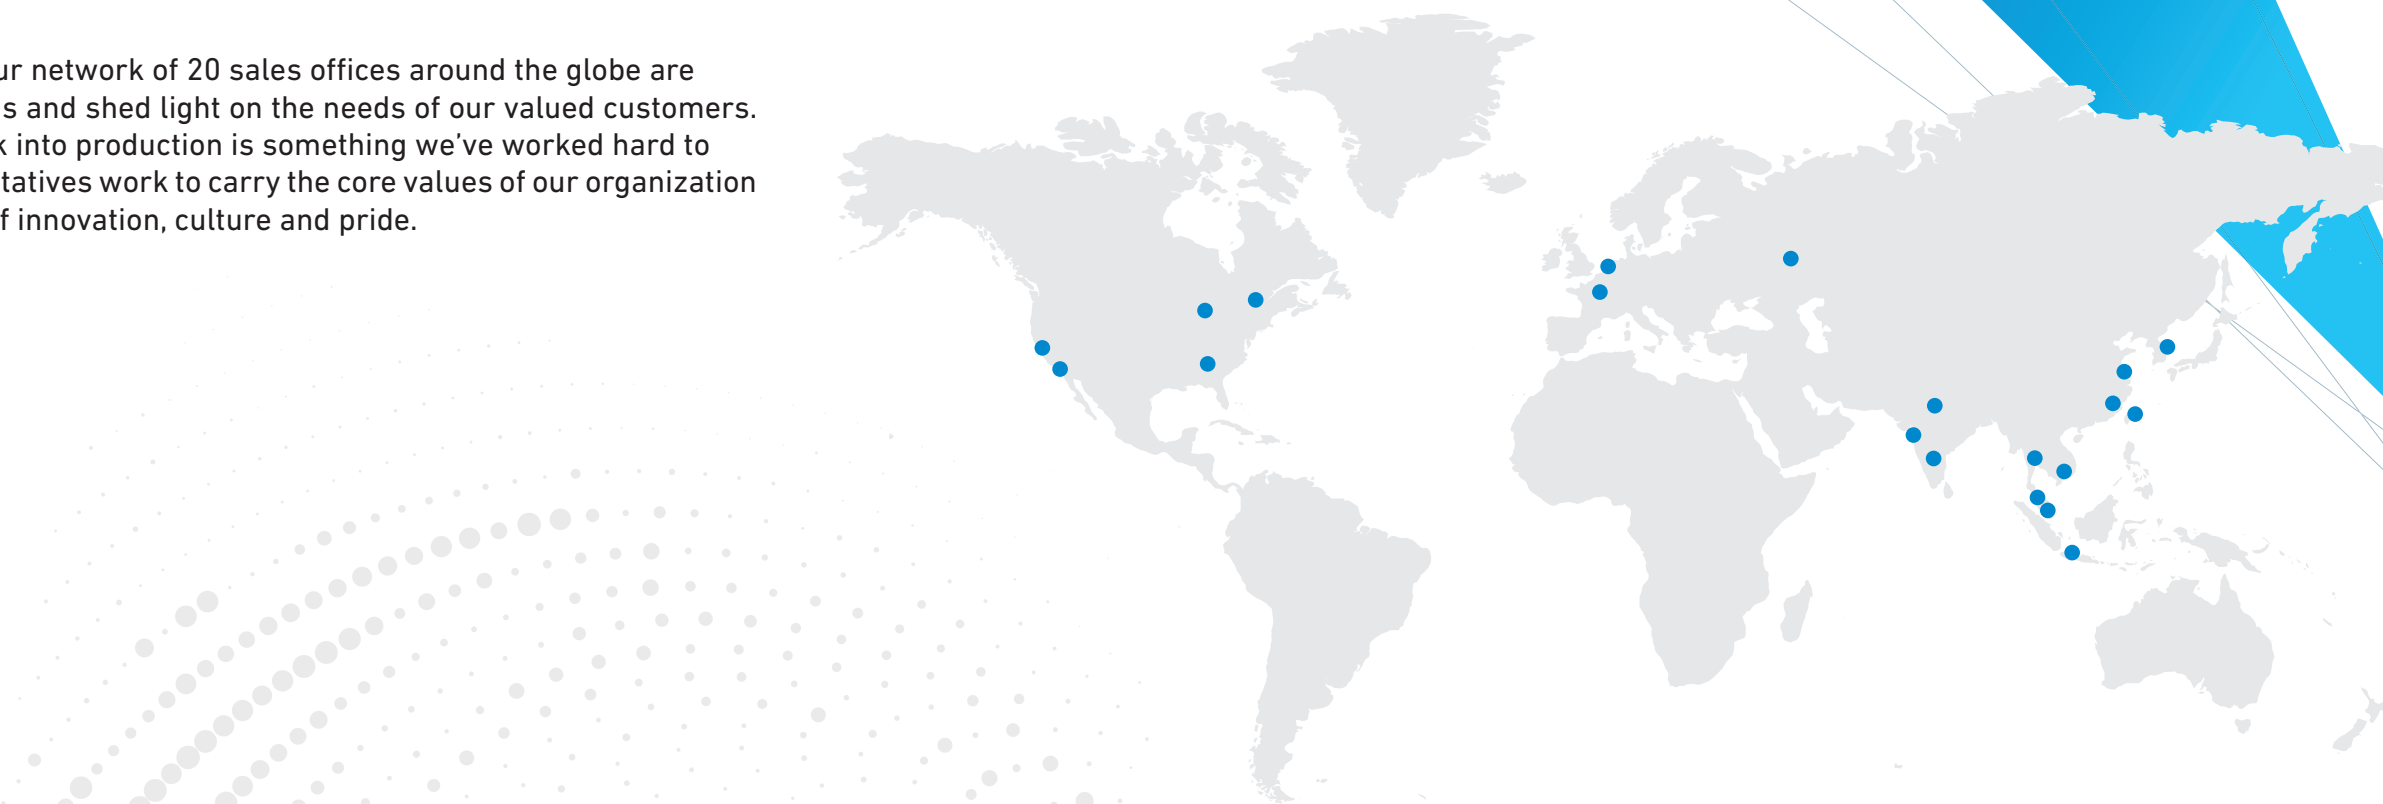 ur network of 20 sales offices around the globe are
s and shed light on the needs of our valued customers.
k into production is something we've worked hard to
tatives work to carry the core values of our organization
f innovation, culture and pride.